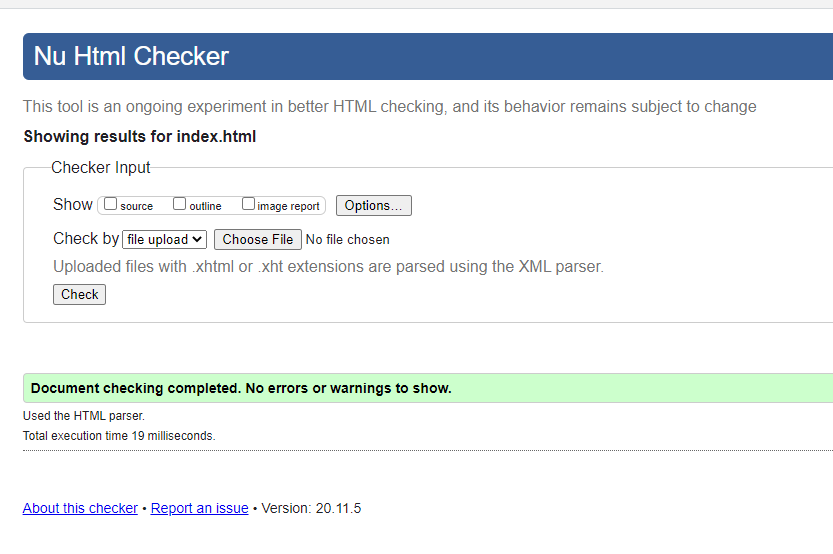 Nu Html Checker
This tool is an ongoing experiment in better HTML checking, and its behavior remains subject to change
Showing results for index.html
Checker Input
Show source outline image report Options...
Check by file upload Choose File No file chosen
Uploaded files with .xhtml or .xht extensions are parsed using the XML parser.
Check
Document checking completed. No errors or warnings to show.
Used the HTML parser.
Total execution time 19 milliseconds.
About this checker • Report an issue • Version: 20.11.5